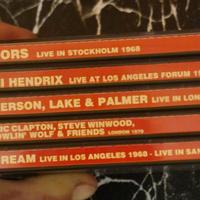 ORS LIVE IN STOCKHOLM 1968
I HENDRIX LIVE AT LOS ANGELES FORUM 1
ERSON, LAKE & PALMER LIVE IN LON
IC CLAPTON, STEVE WINWOOD,
WLIN' WOLF & FRIENDS LONDON 1970
REAM LIVE IN LOS ANGELES 1968 - LIVE IN SAN